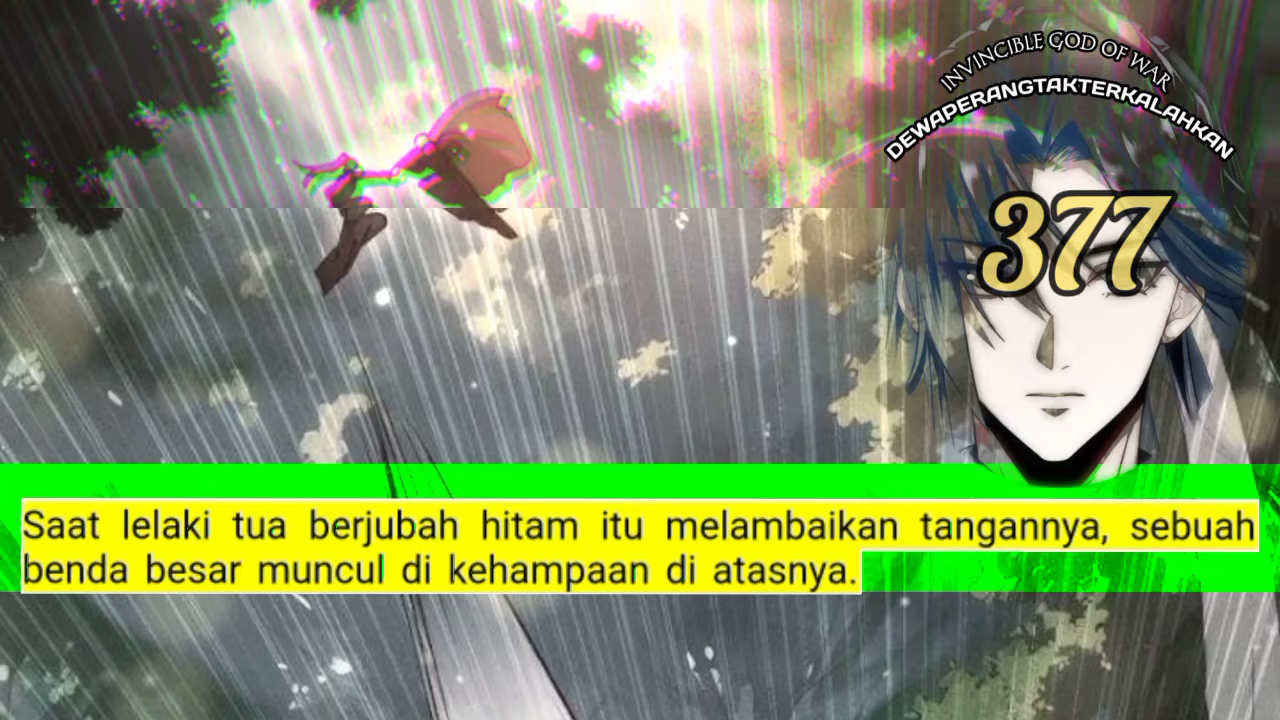 INVINCIBLE GOD OF WAR
DEWAPERANGTAKTERKALAHKAN
377
Saat lelaki tua berjubah hitam itu melambaikan tangannya, sebuah
benda besar muncul di kehampaan di atasnya.